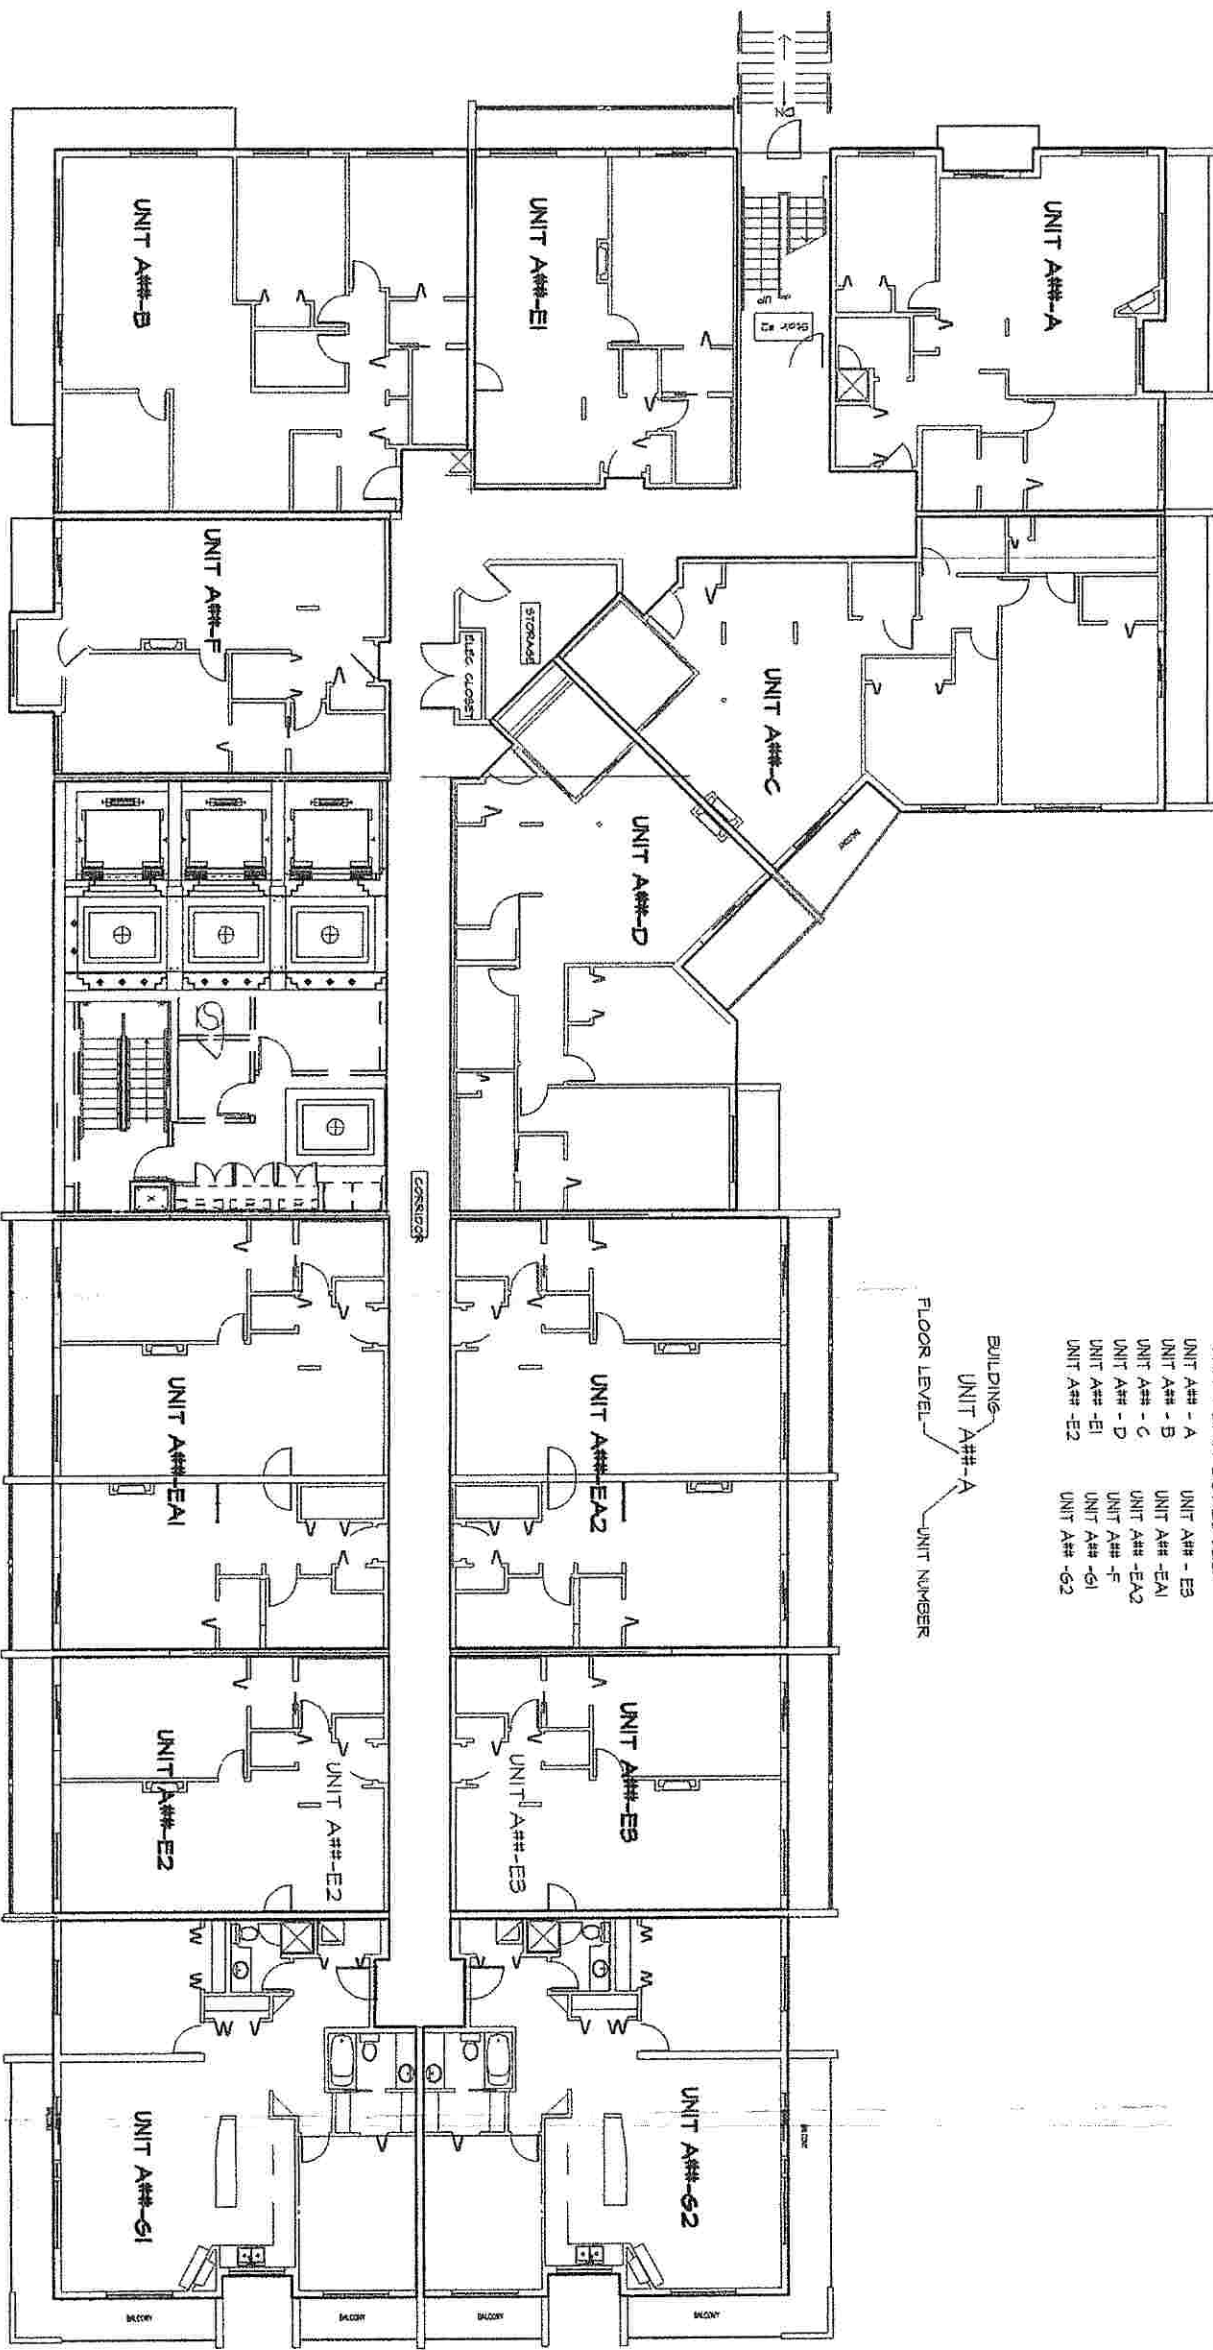 UNIT A## - A
UNIT A## - B
UNIT A## - C
UNIT A## - D
UNIT A## -E1
UNIT A## -E2
UNIT A## - E3
UNIT A## -EA1
UNIT A## -EA2
UNIT A## -F
UNIT A## -G1
UNIT A## -G2
BUILDING
UNIT A##-A
FLOOR LEVEL
UNIT NUMBER
UNIT A##-A
DN
UP
Stair #2
UNIT A##-E1
UNIT A##-B
UNIT A##-C
BALCONY
STORAGE
ELEC CLOSET
UNIT A##-F
UNIT A##-D
CORRIDOR
UNIT A##-EA2
UNIT A##-EA1
UNIT A##-E3
UNIT A##-E3
UNIT A##-E2
UNIT A##-E2
UNIT A##-G2
BALCONY
UNIT A##-G1
BALCONY
BALCONY
BALCONY
BALCONY